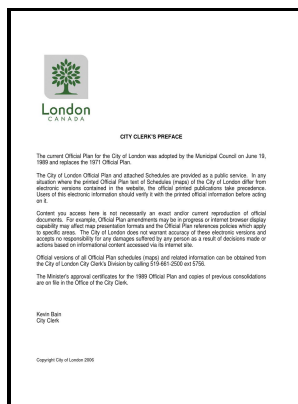 London
CANADA
CITY CLERK'S PREFACE
The current Official Plan for the City of London was adopted by the Municipal Council on June 19,
1989 and replaces the 1971 Official Plan.
The City of London Official Plan and attached Schedules are provided as a public service. In any
situation where the printed Official Plan text of Schedules (maps) of the City of London differ from
electronic versions contained in the website, the official printed publications take precedence.
Users of this electronic information should verify it with the printed official information before acting
on it.
Content you access here is not necessarily an exact and/or current reproduction of official
documents. For example, Official Plan amendments may be in progress or internet browser display
capability may affect map presentation formats and the Official Plan references policies which apply
to specific areas. The City of London does not warrant accuracy of these electronic versions and
accepts no responsibility for any damages suffered by any person as a result of decisions made or
actions based on informational content accessed via its internet site.
Official versions of all Official Plan schedules (maps) and related information can be obtained from
the City of London City Clerk's Division by calling 519-661-2500 ext 5756.
The Minister's approval certificates for the 1989 Official Plan and copies of previous consolidations
are on file in the Office of the City Clerk.
Kevin Bain
City Clerk
Copyright City of London 2006